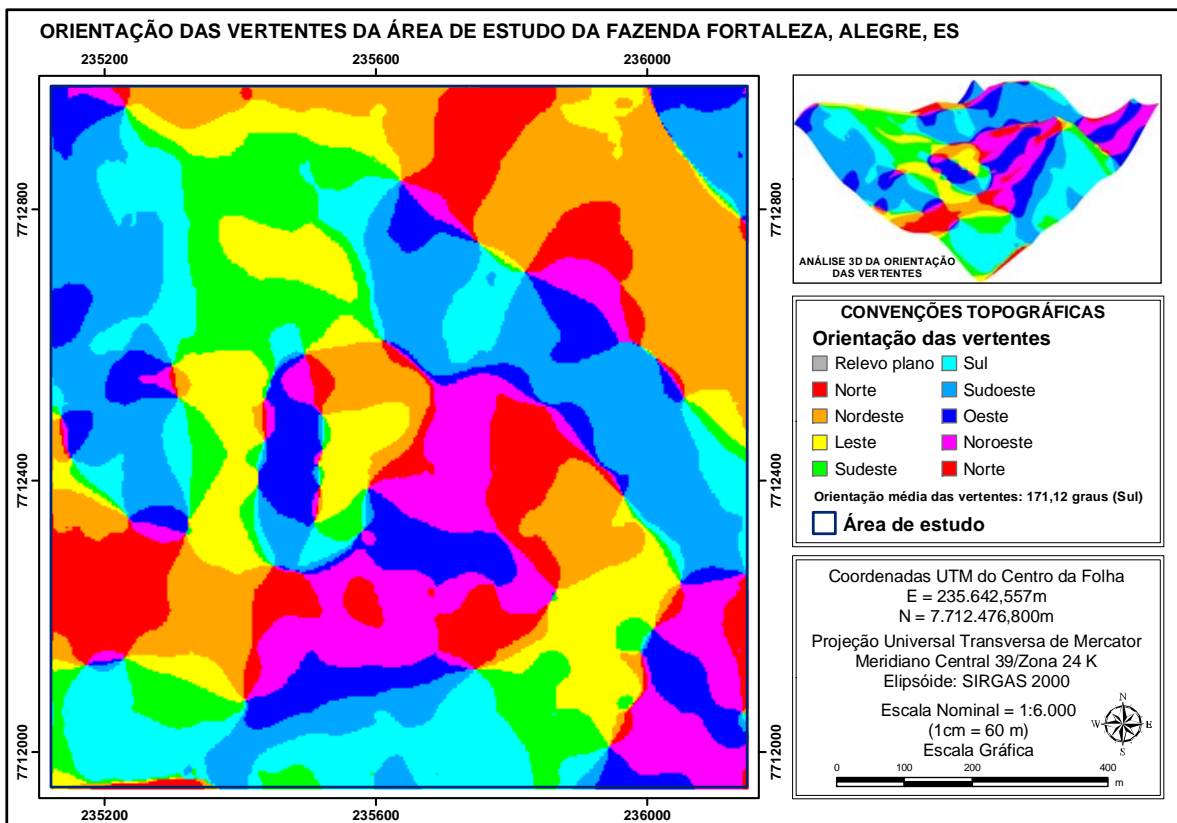 ORIENTAÇÃO DAS VERTENTES DA ÁREA DE ESTUDO DA FAZENDA FORTALEZA, ALEGRE, ES
235200 235600 236000
7712800 7712800
7712400 7712400
7712000 7712000
235200 235600 236000
ANÁLISE 3D DA ORIENTAÇÃO
DAS VERTENTES
CONVENÇÕES TOPOGRÁFICAS
Orientação das vertentes
Relevo plano Sul
Norte Sudoeste
Nordeste Oeste
Leste Noroeste
Sudeste Norte
Orientação média das vertentes: 171,12 graus (Sul)
Área de estudo
Coordenadas UTM do Centro da Folha
E = 235.642,557m
N = 7.712.476,800m
Projeção Universal Transversa de Mercator
Meridiano Central 39/Zona 24 K
Elipsóide: SIRGAS 2000
Escala Nominal = 1:6.000
(1cm = 60 m)
Escala Gráfica
N
W E
S
0 100 200 400
m